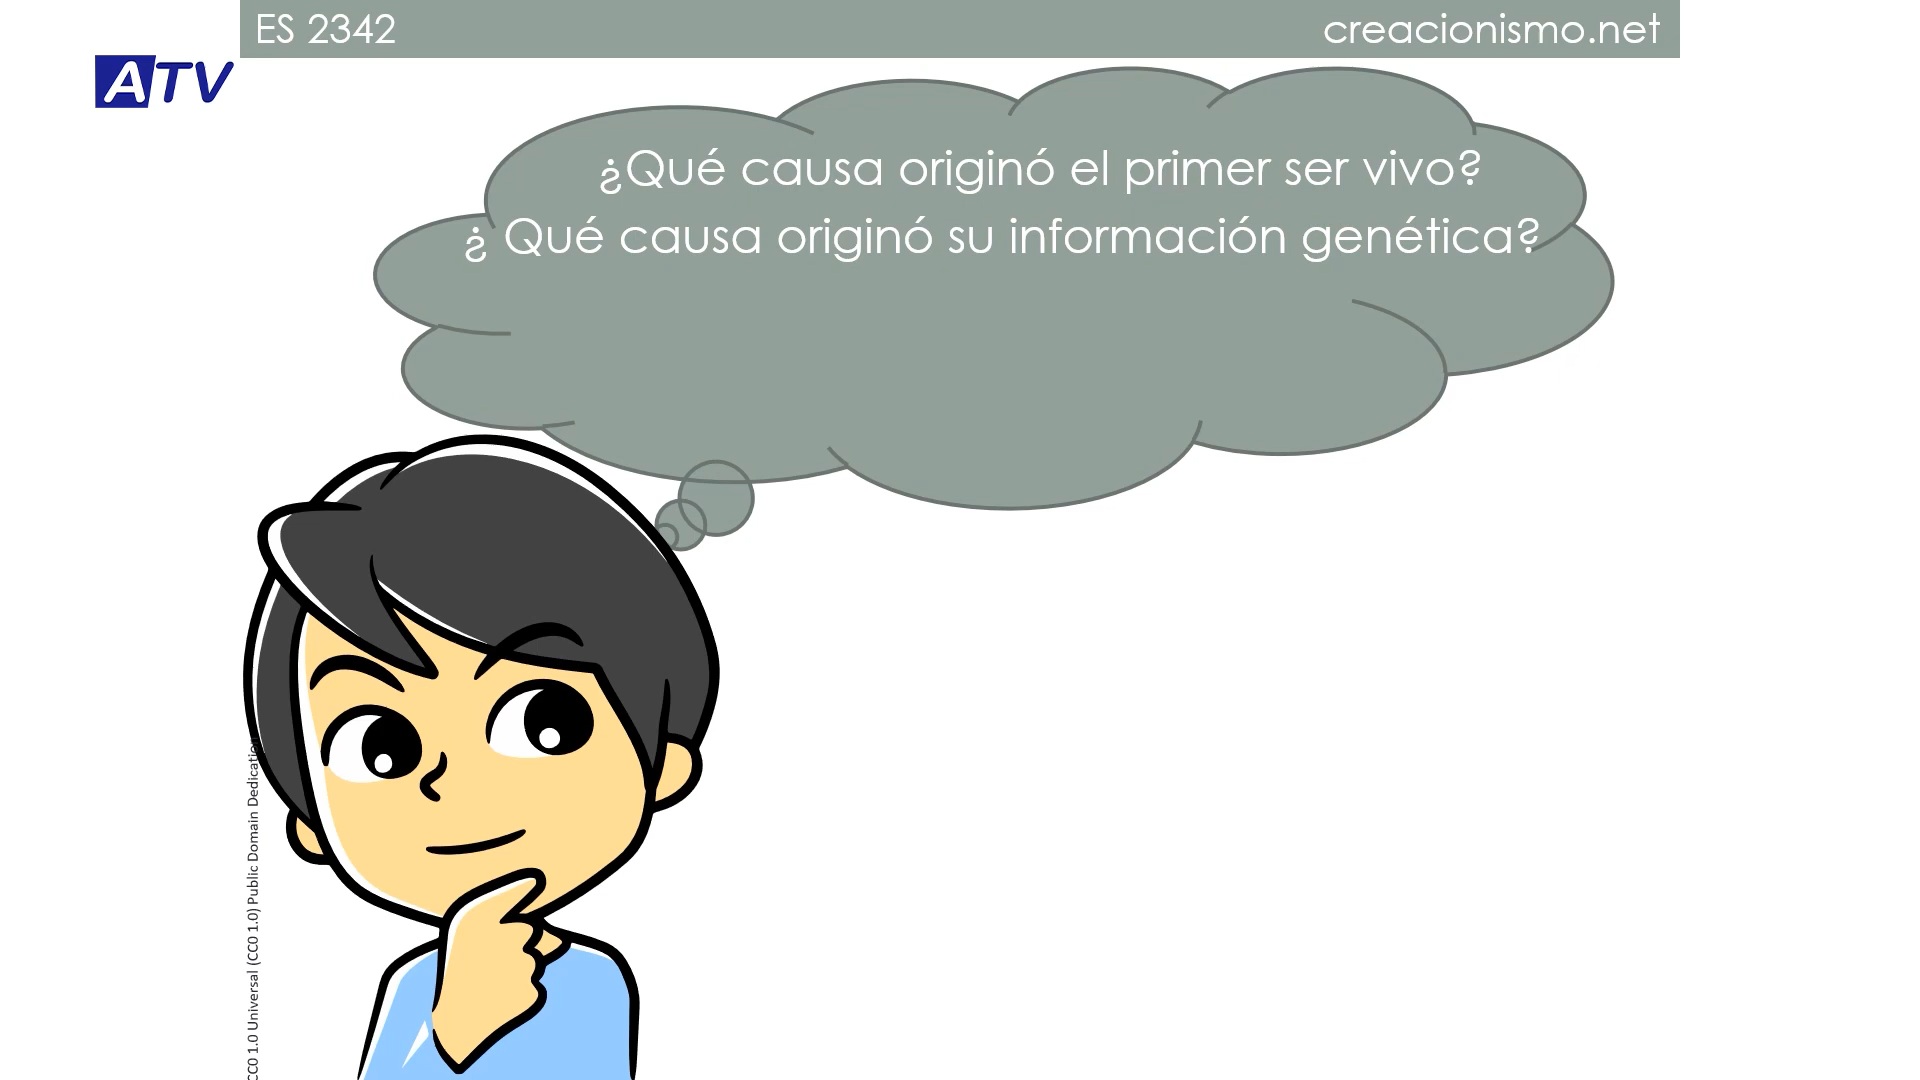 ES 2342
creacionismo.net
ATV
¿Qué causa originó el primer ser vivo?
¿ Qué causa originó su información genética?
CC0 1.0 Universal (CC0 1.0) Public Domain Dedication